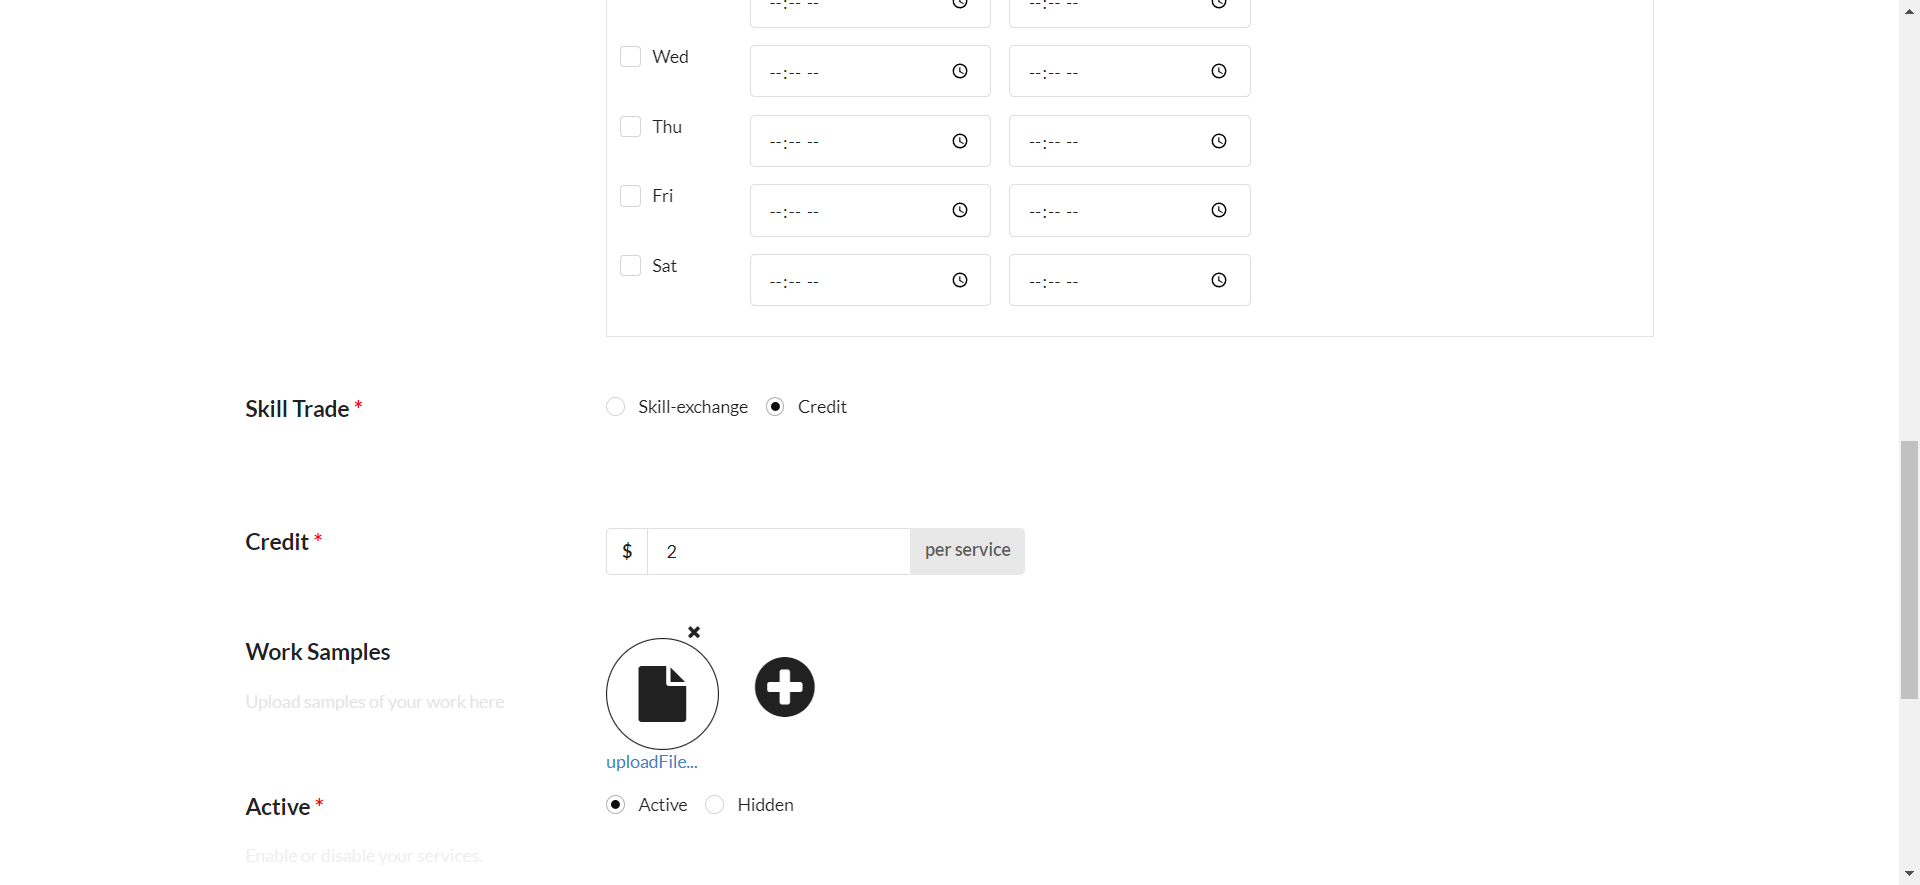 --:-- -- --:-- --
Wed --:-- -- --:-- --
Thu --:-- -- --:-- --
Fri --:-- -- --:-- --
Sat --:-- -- --:-- --
Skill Trade * Skill-exchange Credit
Credit * $ 2 per service
Work Samples
Upload samples of your work here
uploadFile...
Active * Active Hidden
Enable or disable your services.